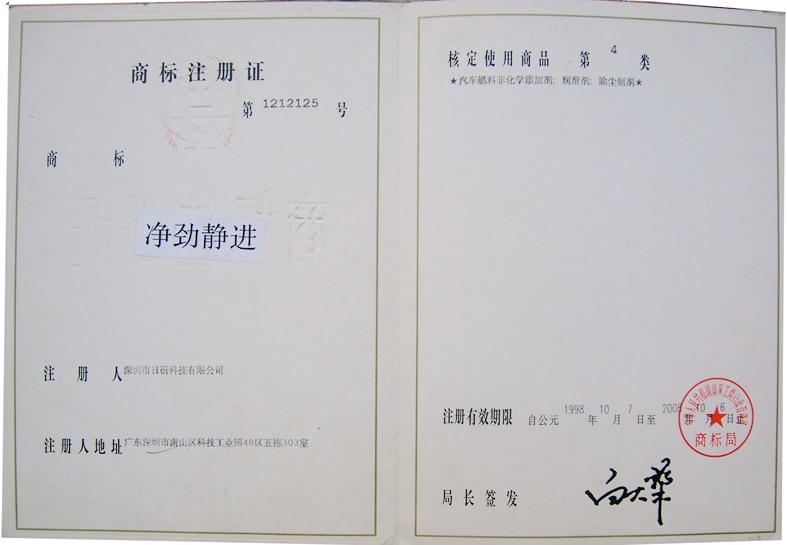 商标注册证
第 1212125 号
商标
净劲静进
注册人 深圳市日研科技有限公司
注册人地址 广东深圳市南山区科技工业园48区五栋303室
核定使用商品 第 4 类
★汽车燃料非化学添加剂；润滑剂；除尘制剂★
注册有效期限 自公元 1998 年 10 月 7 日至 2008 年 10 月 6 日止
商标局
局长签发